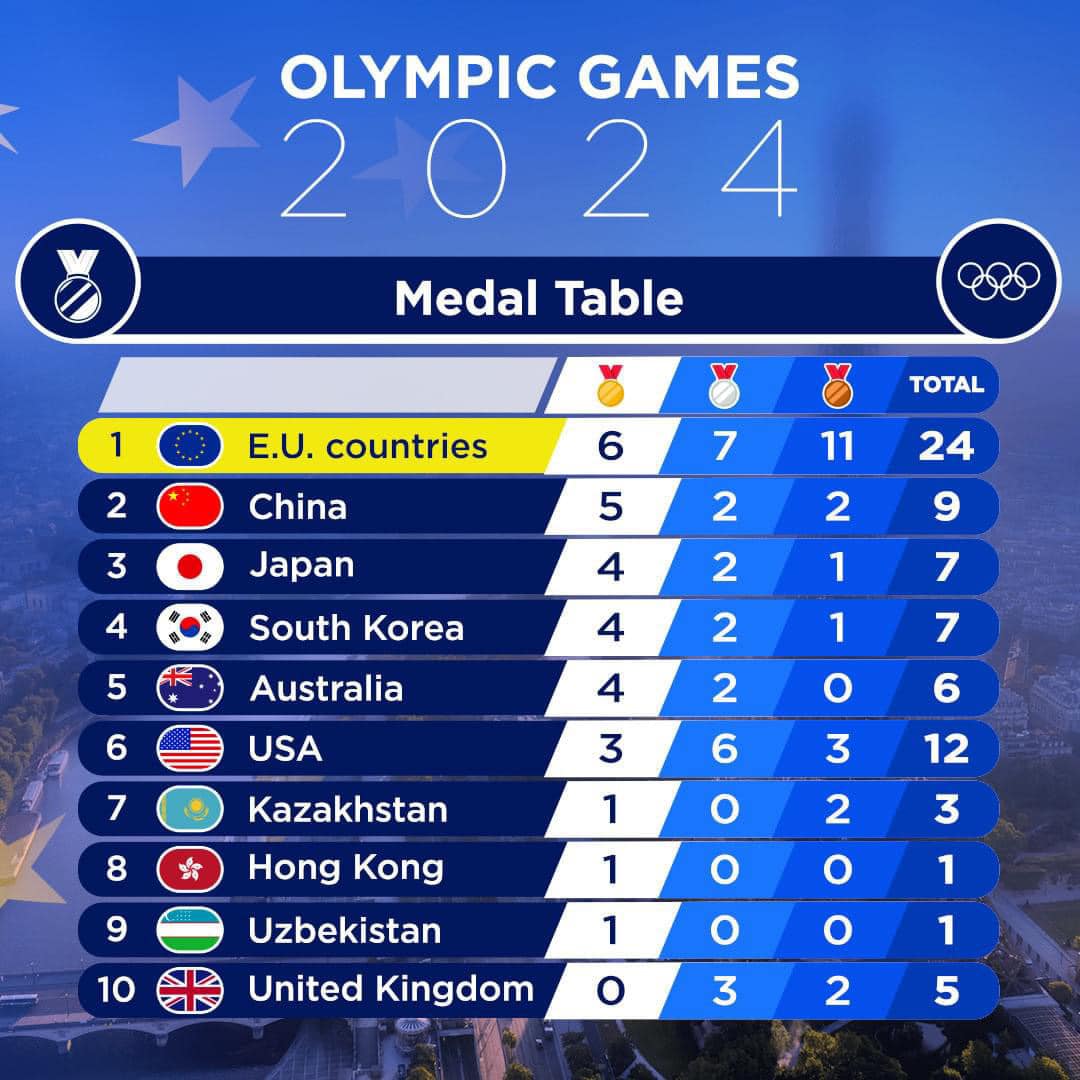 OLYMPIC GAMES
2024
Medal Table
TOTAL
1 E.U. countries 6 7 11 24
2 China 5 2 2 9
3 Japan 4 2 1 7
4 South Korea 4 2 1 7
5 Australia 4 2 0 6
6 USA 3 6 3 12
7 Kazakhstan 1 0 2 3
8 Hong Kong 1 0 0 1
9 Uzbekistan 1 0 0 1
10 United Kingdom 0 3 2 5